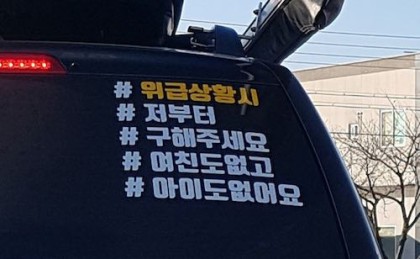 # 위급상황시
# 저부터
# 구해주세요
# 여친도없고
# 아이도없어요